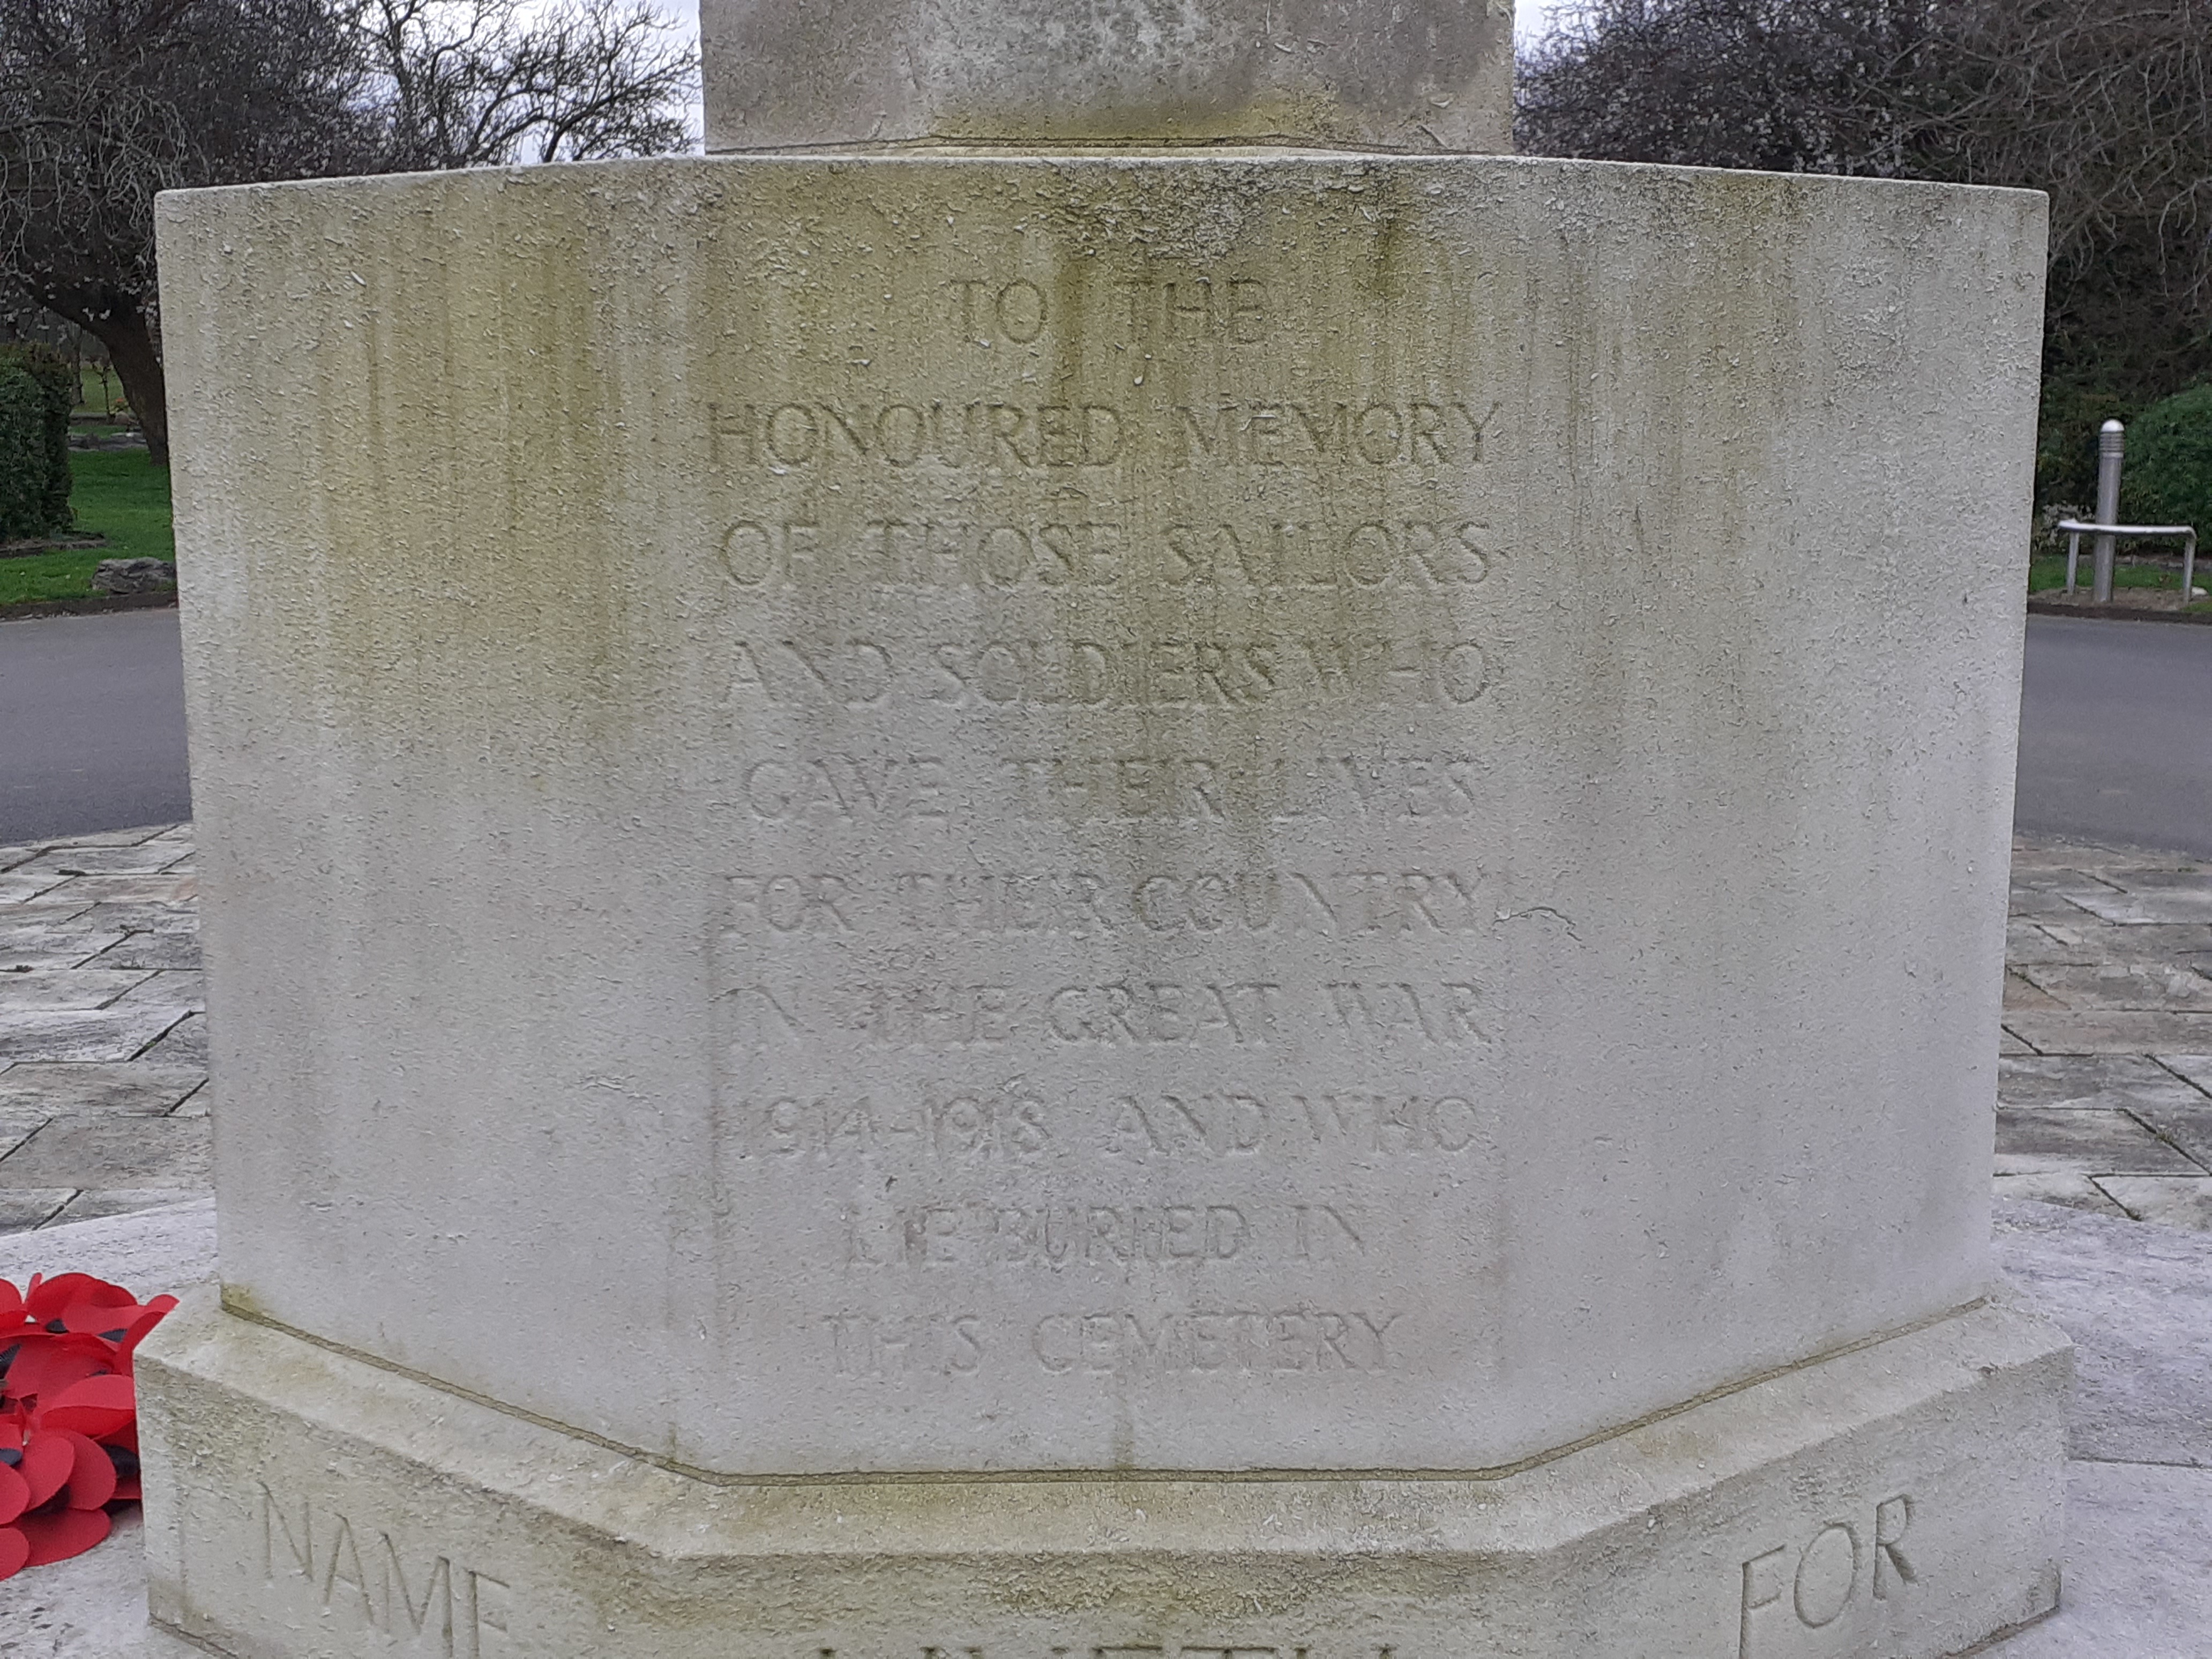 TO THE
HONOURED MEMORY
OF THOSE SAILORS
AND SOLDIERS WHO
GAVE THEIR LIVES
FOR THEIR COUNTRY
IN THE GREAT WAR
1914-1918 AND WHO
LIE BURIED IN
THIS CEMETERY
NAME LIVETH FOR